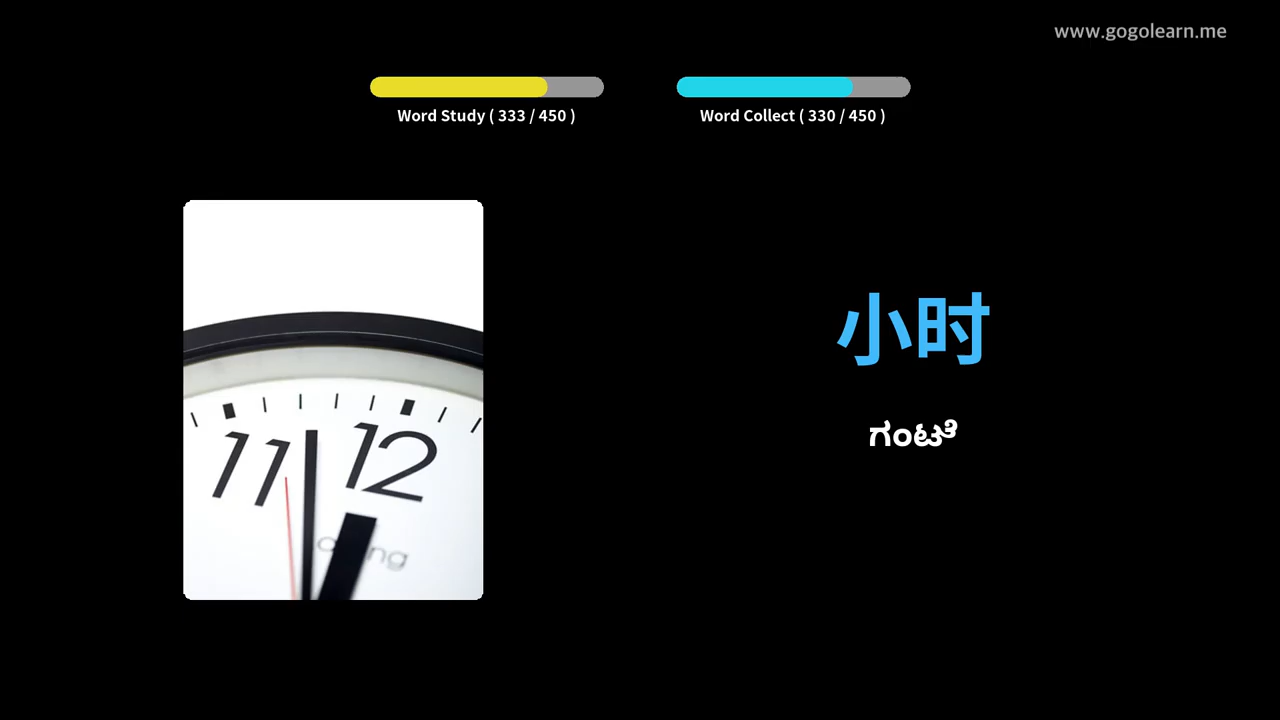 www.gogolearn.me
Word Study ( 333 / 450 )
Word Collect ( 330 / 450 )
小时
ಗಂಟೆ
11
12